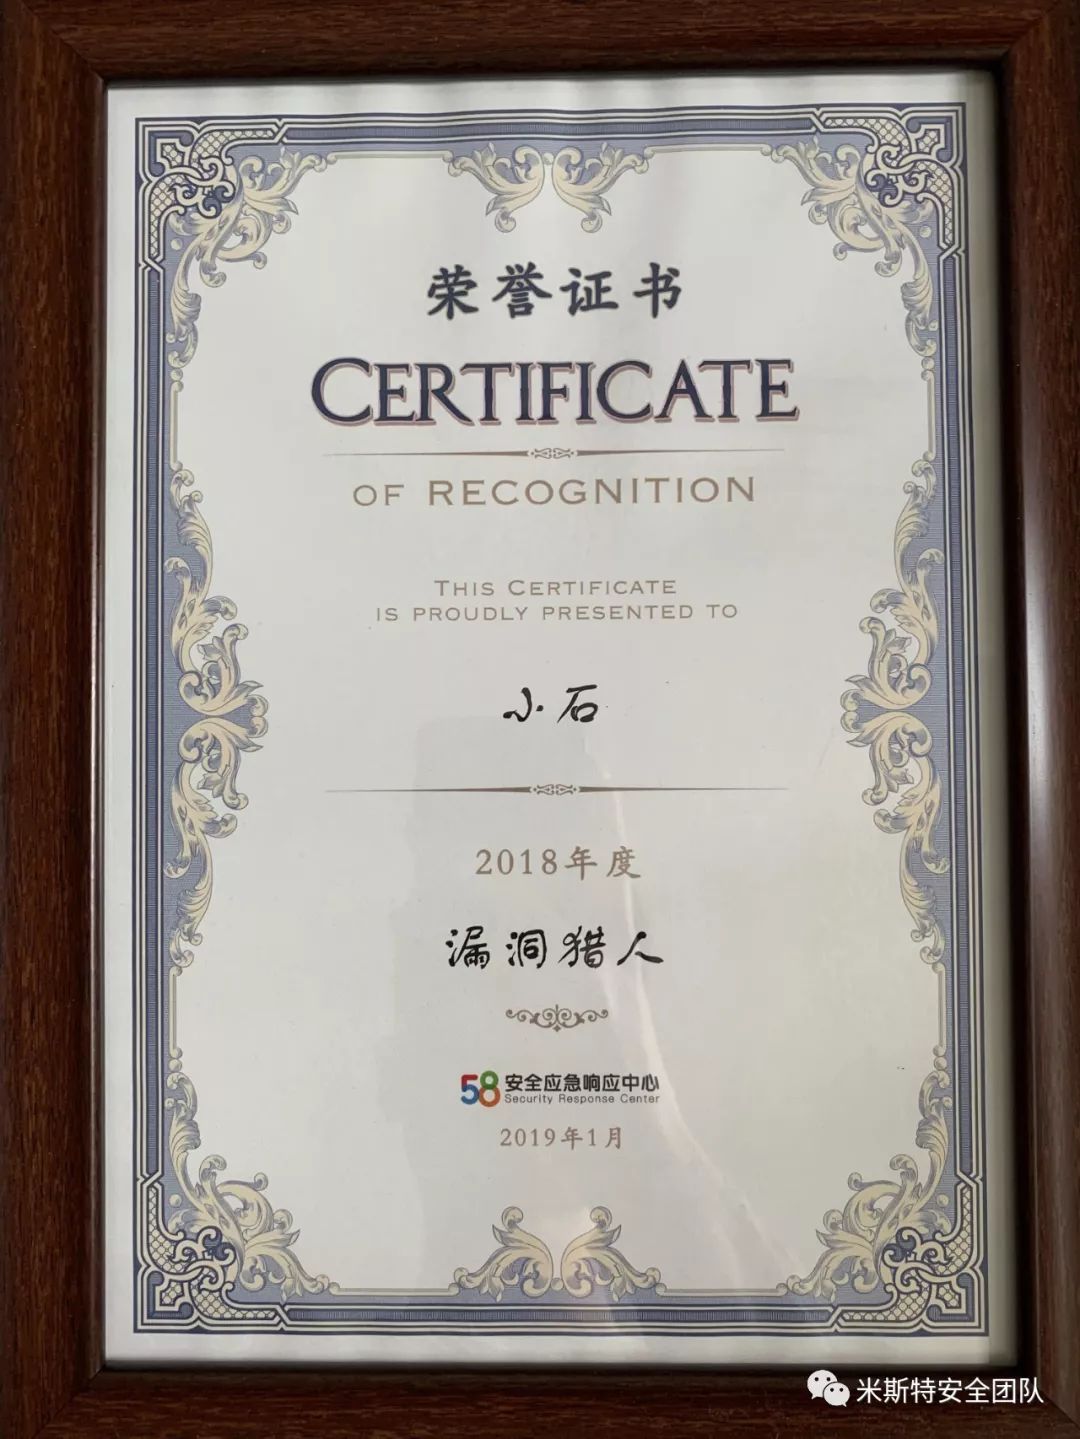 荣誉证书
CERTIFICATE
OF RECOGNITION
THIS CERTIFICATE
IS PROUDLY PRESENTED TO
小石
2018年度
漏洞猎人
58 安全应急响应中心
Security Response Center
2019年1月
米斯特安全团队